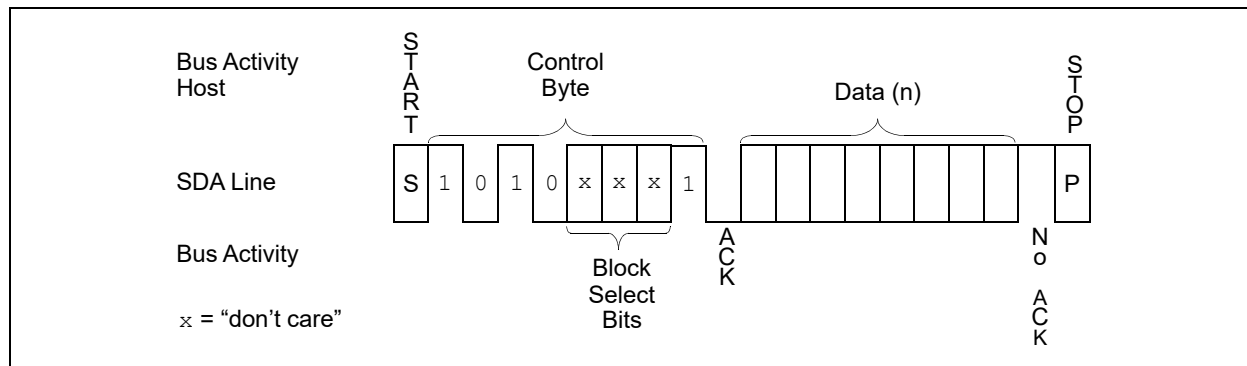 Bus Activity
Host
START
Control
Byte
Data (n)
STOP
SDA Line
S 1 0 1 0 x x x 1 P
Bus Activity
ACK
No ACK
Block
Select
Bits
x = “don’t care”